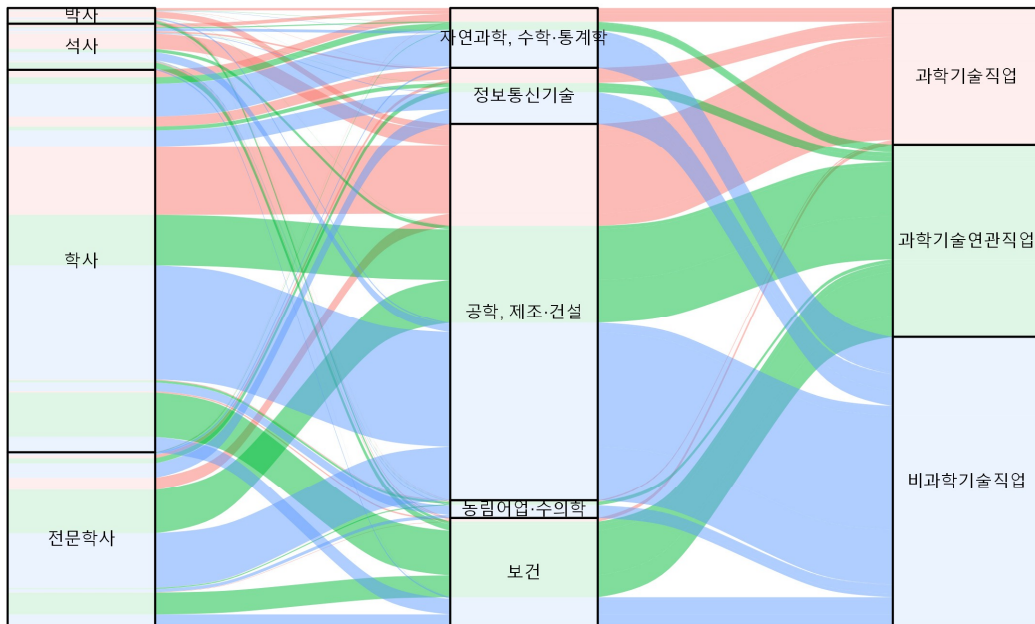 박사
석사
학사
전문학사
자연과학, 수학·통계학
정보통신기술
공학, 제조·건설
농림어업·수의학
보건
과학기술직업
과학기술연관직업
비과학기술직업